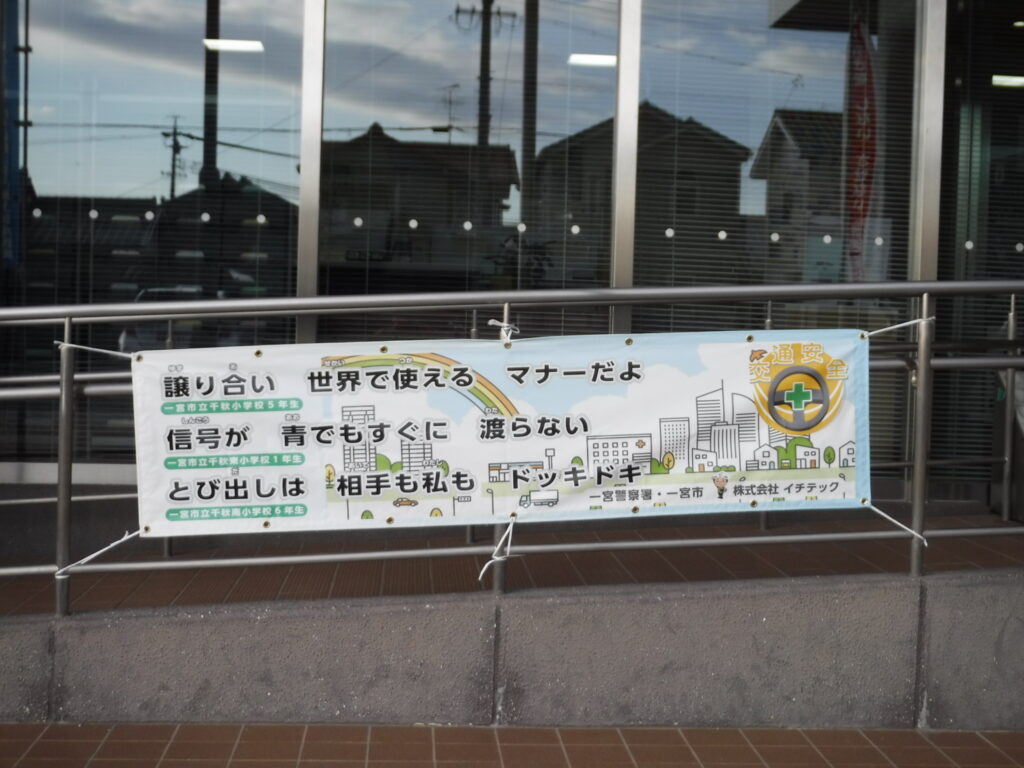 譲り合い 世界で使える マナーだよ
一宮市立千秋小学校5年生
信号が 青でもすぐに 渡らない
一宮市立千秋東小学校1年生
とび出しは 相手も私も ドッキドキ
一宮市立千秋南小学校6年生
一宮警察署・一宮市 株式会社 イチテック
交通安全